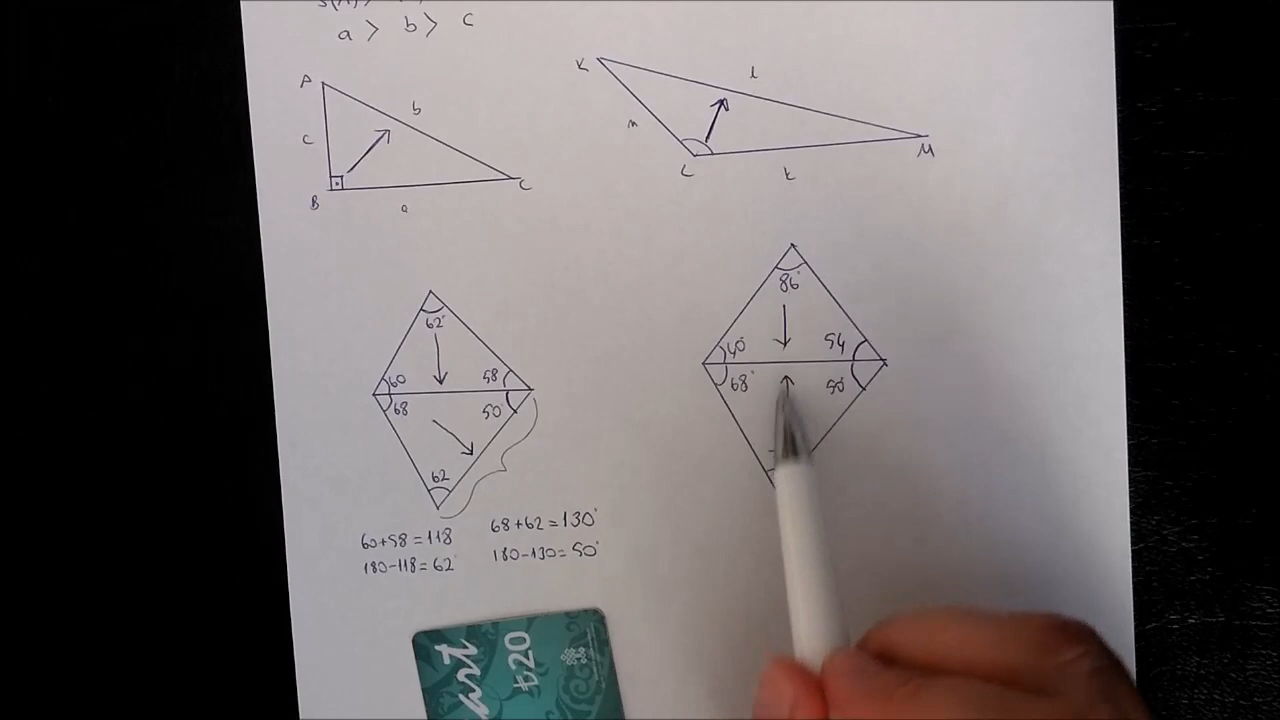 a > b > c
A
b
c
B
a
C
K
l
m
L
k
M
62°
60
58
68
50°
62
60+58=118
180-118=62°
68+62=130°
180-130=50°
86°
40°
54
68°
50°
art
₺20